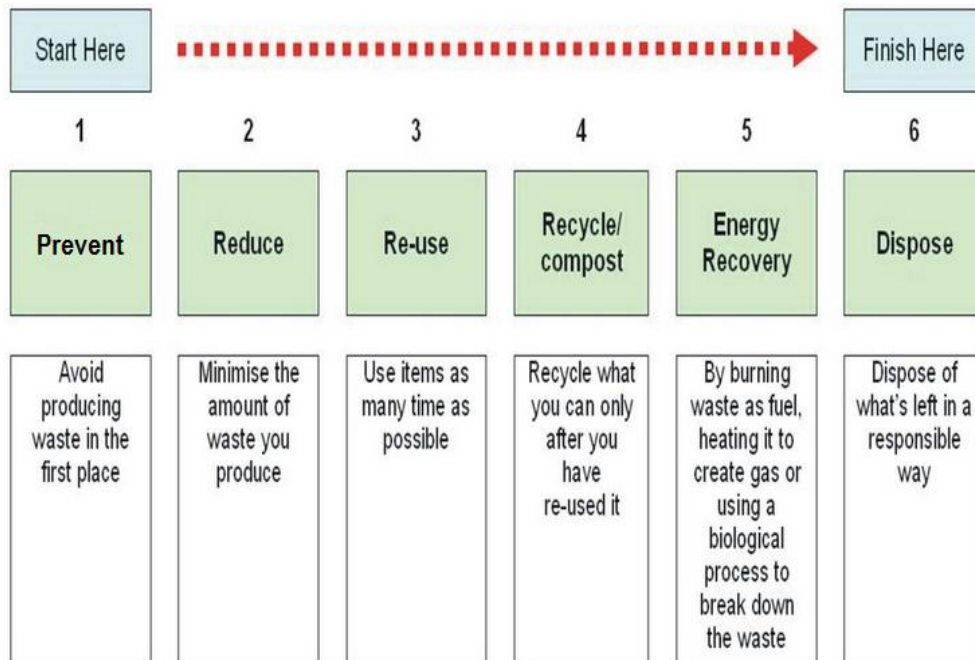 Start Here
Finish Here
1
2
3
4
5
6
Prevent
Reduce
Re-use
Recycle/
compost
Energy
Recovery
Dispose
Avoid
producing
waste in the
first place
Minimise the
amount of
waste you
produce
Use items as
many time as
possible
Recycle what
you can only
after you
have
re-used it
By burning
waste as fuel,
heating it to
create gas or
using a
biological
process to
break down
the waste
Dispose of
what's left in a
responsible
way